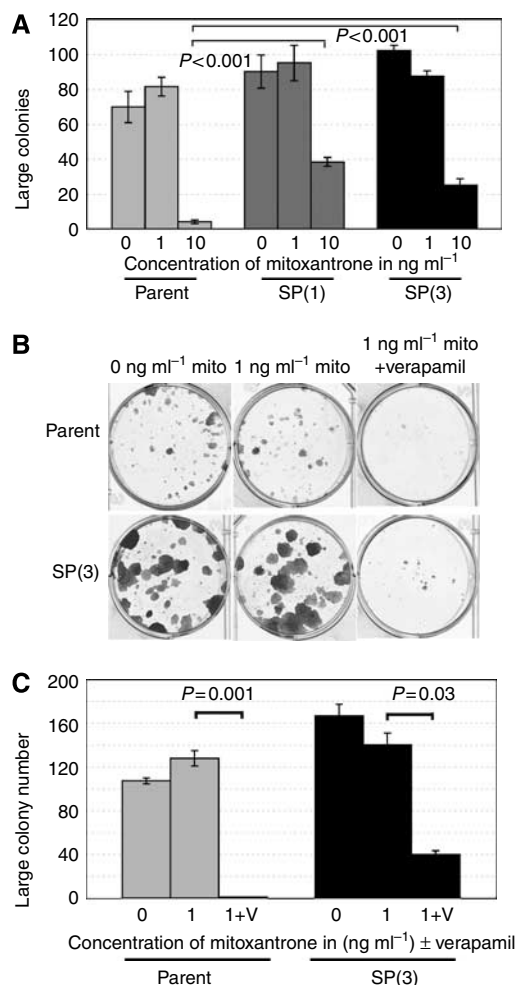 A
120
100
80
60
40
20
0
Large colonies
P<0.001
P<0.001
0 1 10 0 1 10 0 1 10
Concentration of mitoxantrone in ng ml⁻¹
Parent SP(1) SP(3)
B
0 ng ml⁻¹ mito 1 ng ml⁻¹ mito 1 ng ml⁻¹ mito
+verapamil
Parent
SP(3)
C
200
160
120
80
40
0
Large colony number
P=0.001 P=0.03
0 1 1+V 0 1 1+V
Concentration of mitoxantrone in (ng ml⁻¹) ± verapamil
Parent SP(3)